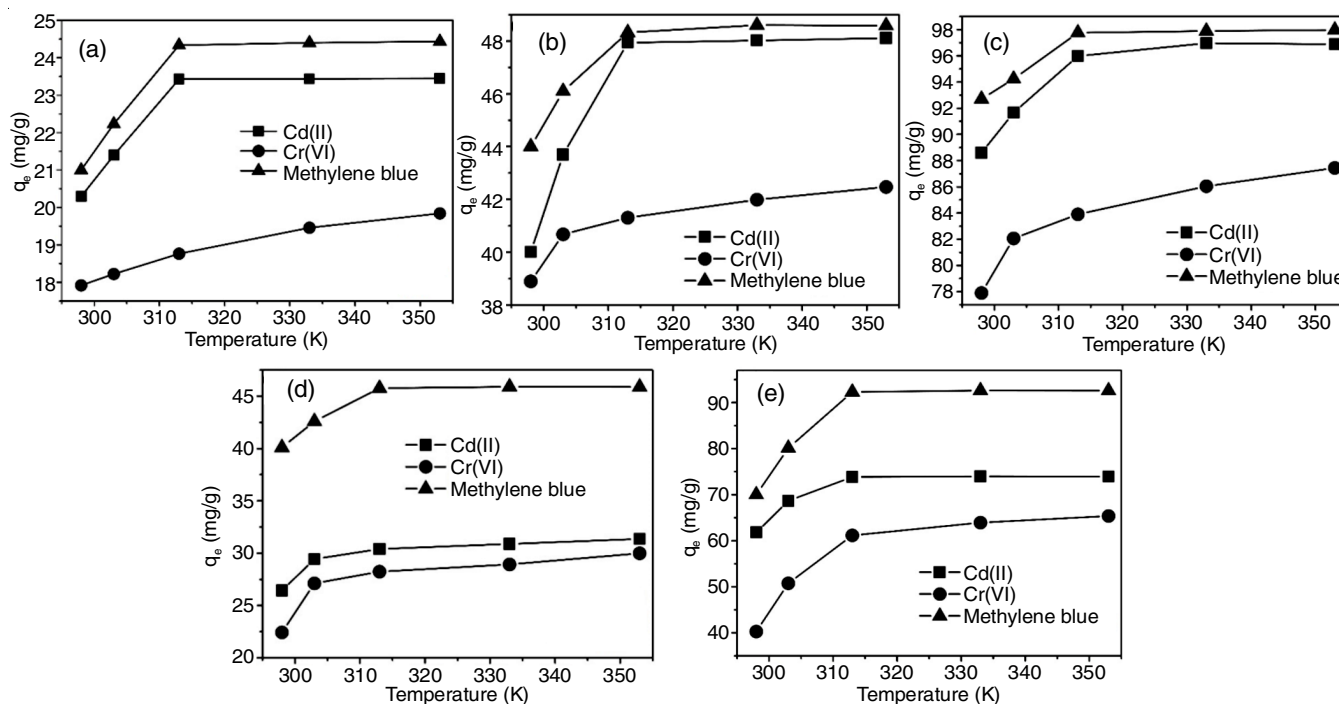 (a)
25
24
23
22
21
20
19
18
qe (mg/g)
Cd(II)
Cr(VI)
Methylene blue
300 310 320 330 340 350
Temperature (K)
(b)
48
46
44
42
40
38
qe (mg/g)
Cd(II)
Cr(VI)
Methylene blue
300 310 320 330 340 350
Temperature (K)
(c)
98
96
94
92
90
88
86
84
82
80
78
qe (mg/g)
Cd(II)
Cr(VI)
Methylene blue
300 310 320 330 340 350
Temperature (K)
(d)
45
40
30
25
20
qe (mg/g)
Cd(II)
Cr(VI)
Methylene blue
300 310 320 330 340 350
Temperature (K)
(e)
90
80
70
60
50
40
qe (mg/g)
Cd(II)
Cr(VI)
Methylene blue
300 310 320 330 340 350
Temperature (K)